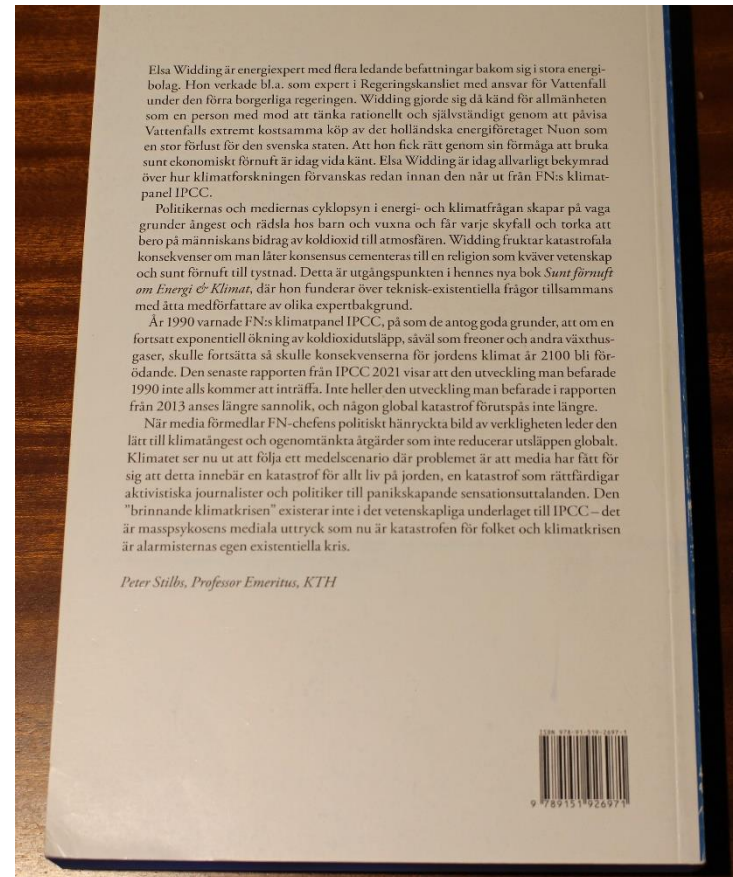 Elsa Widding är energiexpert med flera ledande befattningar bakom sig i stora energi-
bolag. Hon verkade bl.a. som expert i Regeringskansliet med ansvar för Vattenfall
under den förra borgerliga regeringen. Widding gjorde sig då känd för allmänheten
som en person med mod att tänka rationellt och självständigt genom att påvisa
Vattenfalls extremt kostsamma köp av det holländska energiföretaget Nuon som
en stor förlust för den svenska staten. Att hon fick rätt genom sin förmåga att bruka
sunt ekonomiskt förnuft är idag vida känt. Elsa Widding är idag allvarligt bekymrad
över hur klimatforskningen förvanskas redan innan den når ut från FN:s klimat-
panel IPCC.
Politikernas och mediernas cyklopsyn i energi- och klimatfrågan skapar på vaga
grunder ångest och rädsla hos barn och vuxna och får varje skyfall och torka att
bero på människans bidrag av koldioxid till atmosfären. Widding fruktar katastrofala
konsekvenser om man låter konsensus cementeras till en religion som kväver vetenskap
och sunt förnuft till tystnad. Detta är utgångspunkten i hennes nya bok Sunt förnuft
om Energi & Klimat, där hon funderar över teknisk-existentiella frågor tillsammans
med åtta medförfattare av olika expertbakgrund.
År 1990 varnade FN:s klimatpanel IPCC, på som de antog goda grunder, att om en
fortsatt exponentiell ökning av koldioxidutsläpp, såväl som freoner och andra växthus-
gaser, skulle fortsätta så skulle konsekvenserna för jordens klimat år 2100 bli för-
ödande. Den senaste rapporten från IPCC 2021 visar att den utveckling man befarade
1990 inte alls kommer att inträffa. Inte heller den utveckling man befarade i rapporten
från 2013 anses längre sannolik, och någon global katastrof förutspås inte längre.
När media förmedlar FN-chefens politiskt hänryckta bild av verkligheten leder den
lätt till klimatångest och ogenomtänkta åtgärder som inte reducerar utsläppen globalt.
Klimatet ser nu ut att följa ett medelscenario där problemet är att media har fått för
sig att detta innebär en katastrof för allt liv på jorden, en katastrof som rättfärdigar
aktivistiska journalister och politiker till panikskapande sensationsuttalanden. Den
"brinnande klimatkrisen" existerar inte i det vetenskapliga underlaget till IPCC – det
är masspykosens mediala uttryck som nu är katastrofen för folket och klimatkrisen
är alarmisternas egen existentiella kris.
Peter Stilbs, Professor Emeritus, KTH
ISBN 978-91-519-2697-1
9 789151 926971